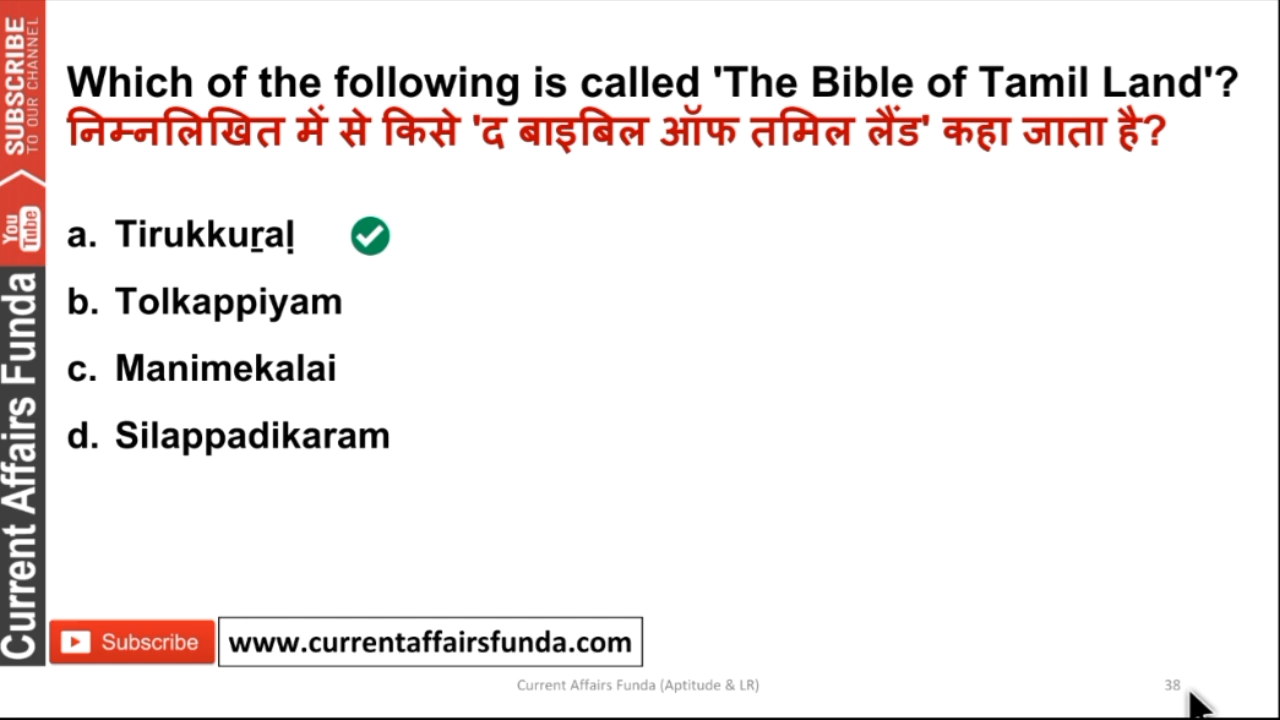 SUBSCRIBE
TO OUR CHANNEL
You
Tube
Current Affairs Funda
Which of the following is called 'The Bible of Tamil Land'?
निम्नलिखित में से किसे 'द बाइबिल ऑफ तमिल लैंड' कहा जाता है?
a. Tirukkuṟaḷ
b. Tolkappiyam
c. Manimekalai
d. Silappadikaram
Subscribe
www.currentaffairsfunda.com
Current Affairs Funda (Aptitude & LR)
38